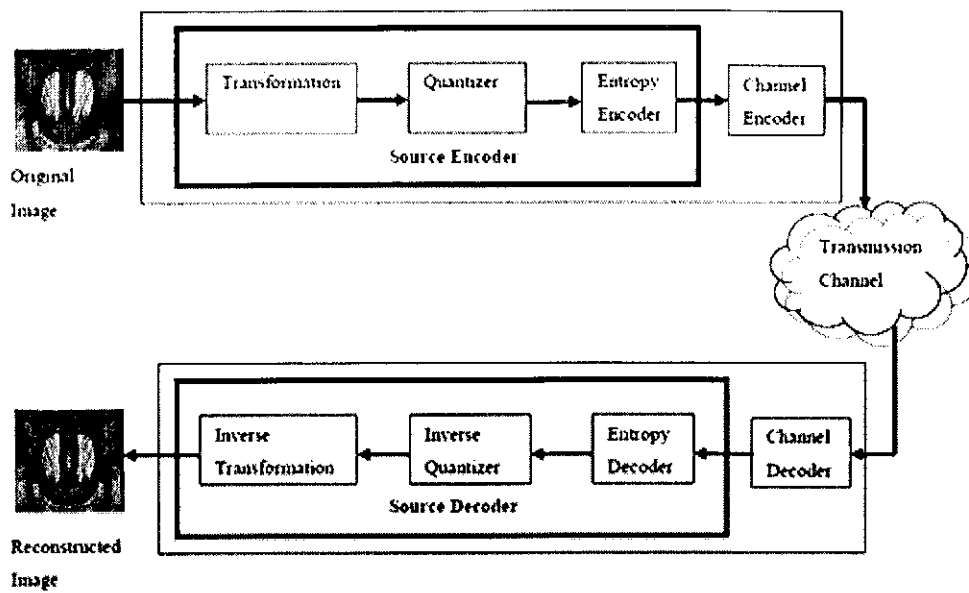 Transformation
Quantizer
Entropy
Encoder
Channel
Encoder
Source Encoder
Original
Image
Transmission
Channel
Inverse
Transformation
Inverse
Quantizer
Entropy
Decoder
Channel
Decoder
Source Decoder
Reconstructed
Image